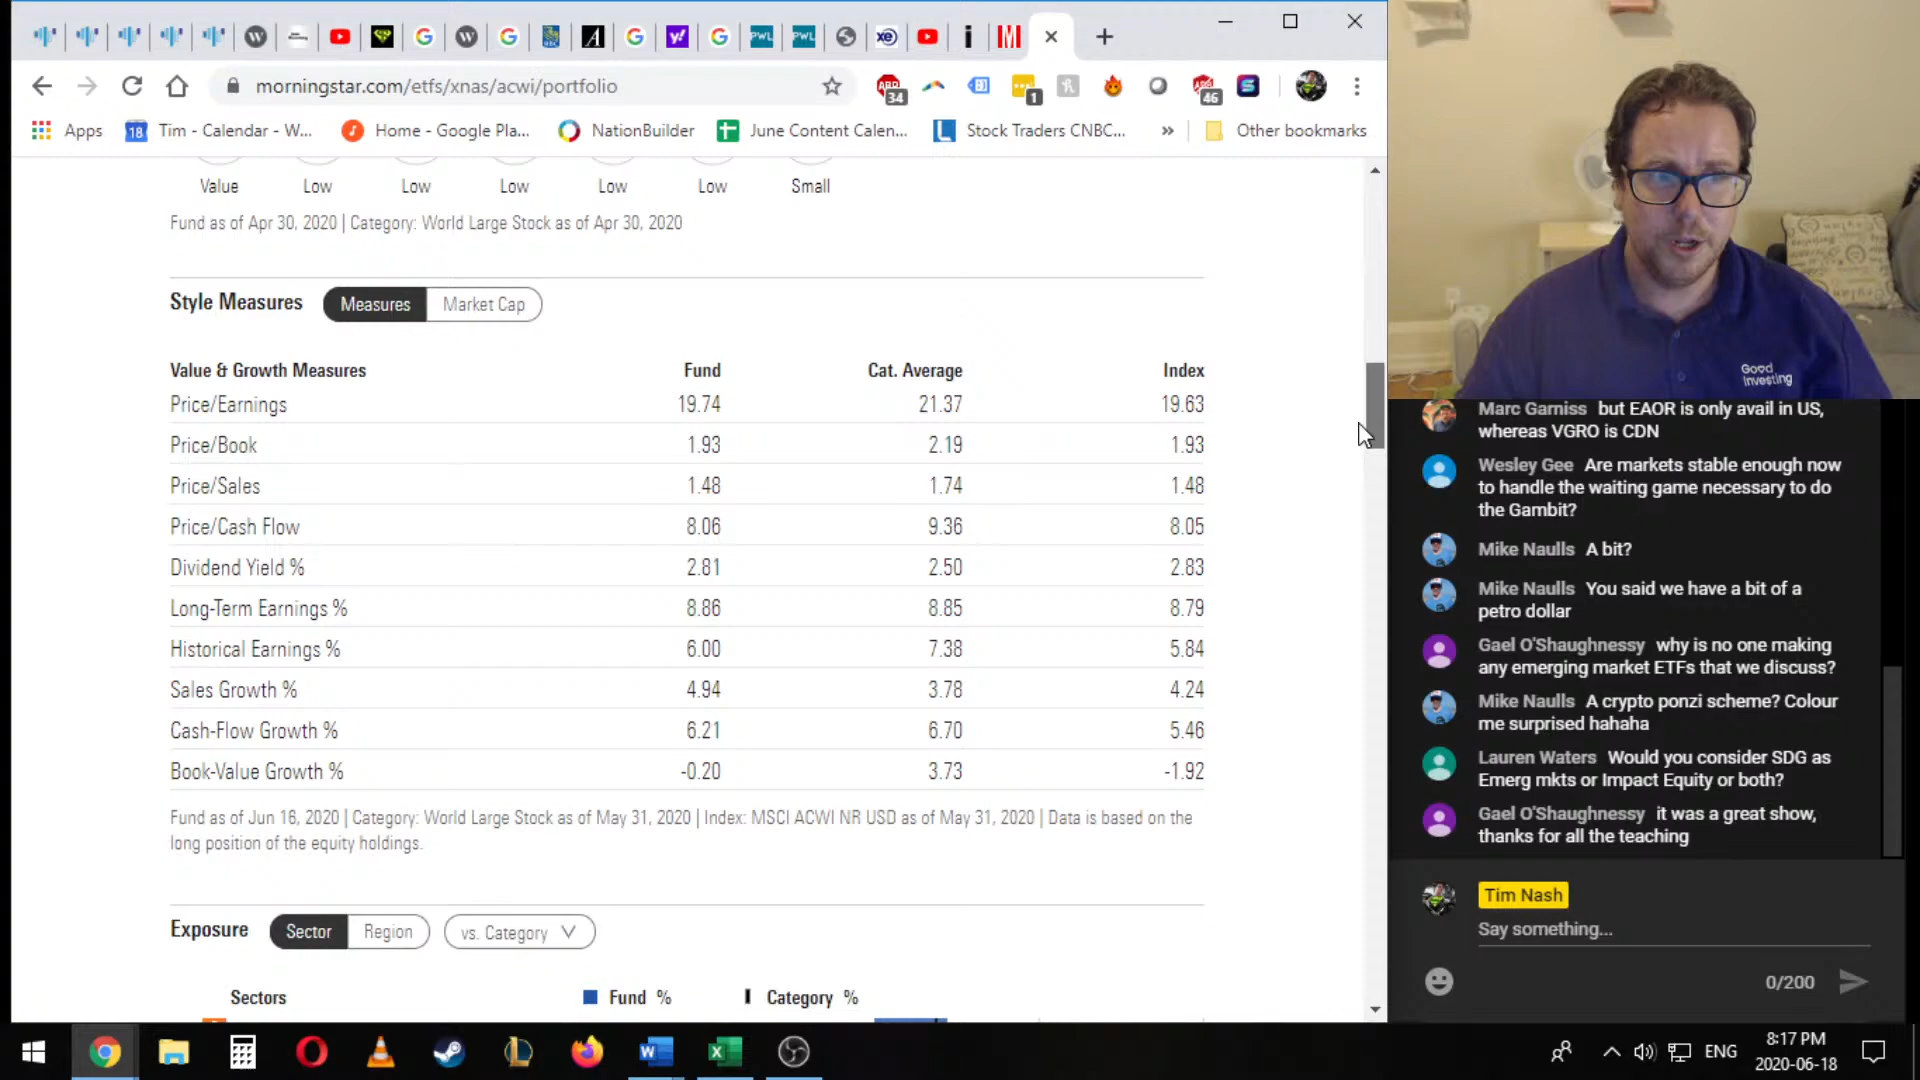 morningstar.com/etfs/xnas/acwi/portfolio
34
1
46
Apps
18
Tim - Calendar - W...
Home - Google Pla...
NationBuilder
June Content Calen...
Stock Traders CNBC...
»
Other bookmarks
Value Low Low Low Low Low Small
Fund as of Apr 30, 2020 | Category: World Large Stock as of Apr 30, 2020
Style Measures Measures Market Cap
Value & Growth Measures Fund Cat. Average Index
Price/Earnings 19.74 21.37 19.63
Price/Book 1.93 2.19 1.93
Price/Sales 1.48 1.74 1.48
Price/Cash Flow 8.06 9.36 8.05
Dividend Yield % 2.81 2.50 2.83
Long-Term Earnings % 8.86 8.85 8.79
Historical Earnings % 6.00 7.38 5.84
Sales Growth % 4.94 3.78 4.24
Cash-Flow Growth % 6.21 6.70 5.46
Book-Value Growth % -0.20 3.73 -1.92
Fund as of Jun 16, 2020 | Category: World Large Stock as of May 31, 2020 | Index: MSCI ACWI NR USD as of May 31, 2020 | Data is based on the
long position of the equity holdings.
Exposure Sector Region vs. Category
Sectors Fund % Category %
Good
Investing
Marc Garniss but EAOR is only avail in US,
whereas VGRO is CDN
Wesley Gee Are markets stable enough now
to handle the waiting game necessary to do
the Gambit?
Mike Naulls A bit?
Mike Naulls You said we have a bit of a
petro dollar
Gael O'Shaughnessy why is no one making
any emerging market ETFs that we discuss?
Mike Naulls A crypto ponzi scheme? Colour
me surprised hahaha
Lauren Waters Would you consider SDG as
Emerg mkts or Impact Equity or both?
Gael O'Shaughnessy it was a great show,
thanks for all the teaching
Tim Nash
Say something...
0/200
ENG
8:17 PM
2020-06-18